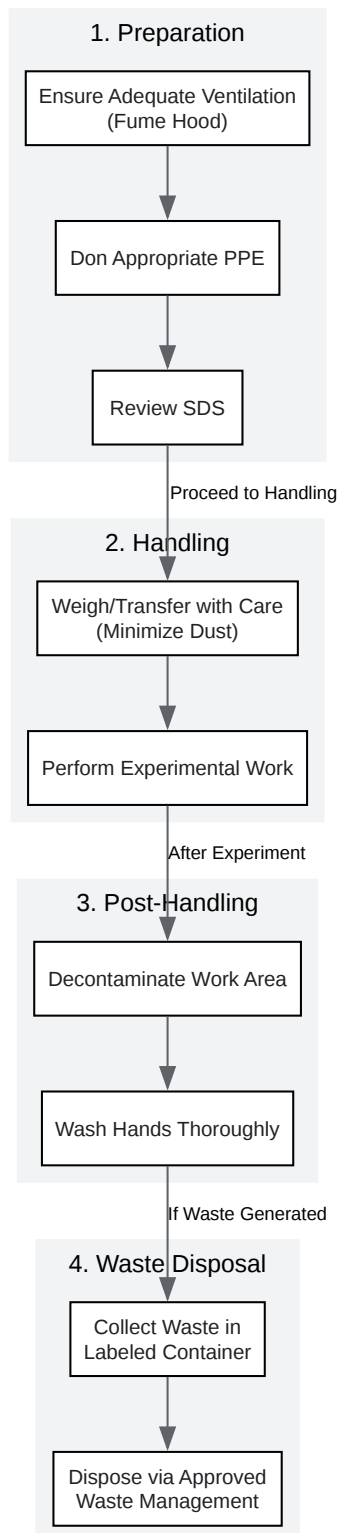 1. Preparation
Ensure Adequate Ventilation
(Fume Hood)
Don Appropriate PPE
Review SDS
Proceed to Handling
2. Handling
Weigh/Transfer with Care
(Minimize Dust)
Perform Experimental Work
After Experiment
3. Post-Handling
Decontaminate Work Area
Wash Hands Thoroughly
If Waste Generated
4. Waste Disposal
Collect Waste in
Labeled Container
Dispose via Approved
Waste Management